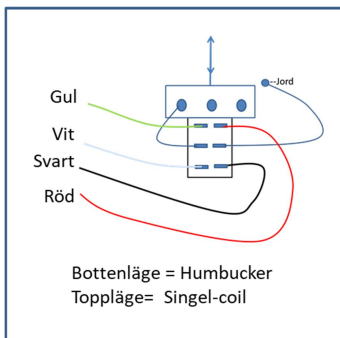 --Jord
Gul
Vit
Svart
Röd
Bottenläge = Humbucker
Toppläge= Singel-coil